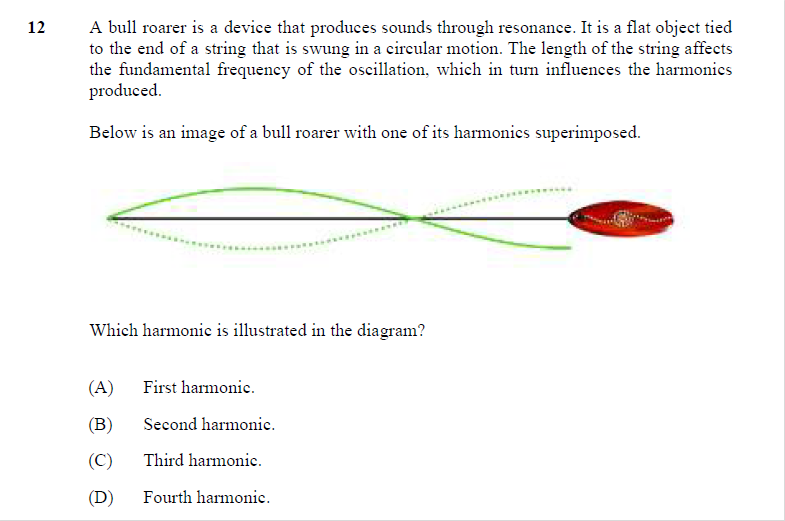 12 A bull roarer is a device that produces sounds through resonance. It is a flat object tied
to the end of a string that is swung in a circular motion. The length of the string affects
the fundamental frequency of the oscillation, which in turn influences the harmonics
produced.
Below is an image of a bull roarer with one of its harmonics superimposed.
Which harmonic is illustrated in the diagram?
(A) First harmonic.
(B) Second harmonic.
(C) Third harmonic.
(D) Fourth harmonic.